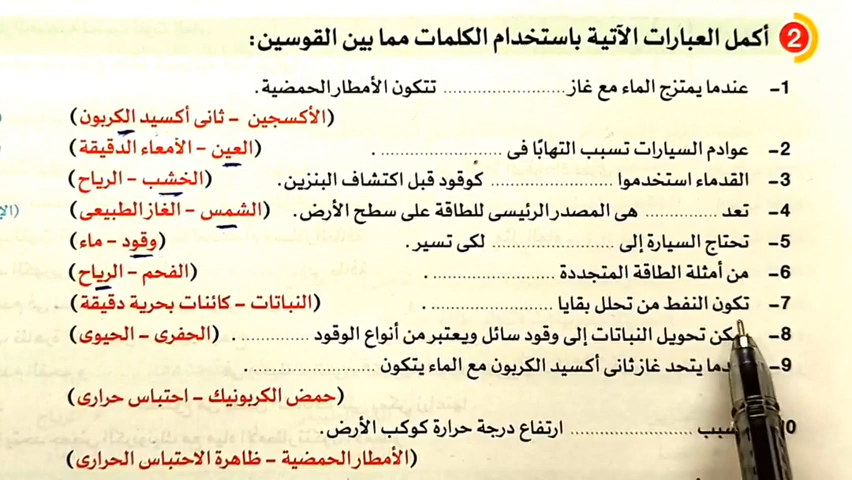 2 أكمل العبارات الآتية باستخدام الكلمات مما بين القوسين:
1- عندما يمتزج الماء مع غاز ........................ تتكون الأمطار الحمضية.
(الأكسجين - ثانى أكسيد الكربون)
2- عوادم السيارات تسبب التهابًا فى ........................ . (العين - الأمعاء الدقيقة)
3- القدماء استخدموا ........................ كوقود قبل اكتشاف البنزين. (الخشب - الرياح)
4- تعد ............... هى المصدر الرئيسى للطاقة على سطح الأرض. (الشمس - الغاز الطبيعى)
5- تحتاج السيارة إلى ........................ لكى تسير. (وقود - ماء)
6- من أمثلة الطاقة المتجددة ........................ . (الفحم - الرياح)
7- تكون النفط من تحلل بقايا ........................ . (النباتات - كائنات بحرية دقيقة)
8- تحويل النباتات إلى وقود سائل ويعتبر من أنواع الوقود ............... . (الحفرى - الحيوى)
9- يتحد غاز ثانى أكسيد الكربون مع الماء يتكون ........................ .
(حمض الكربونيك - احتباس حرارى)
10 ........................ ارتفاع درجة حرارة كوكب الأرض.
(الأمطار الحمضية - ظاهرة الاحتباس الحرارى)